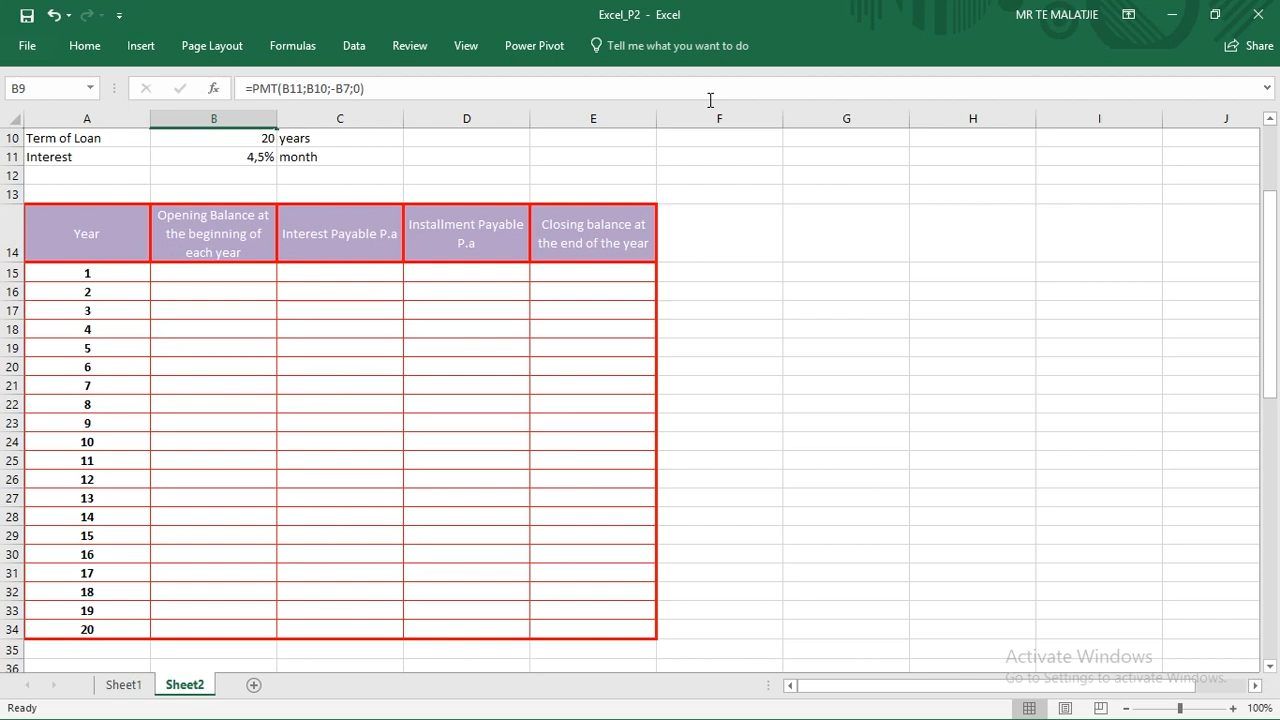 Excel_P2 - Excel
MR TE MALATJIE
File Home Insert Page Layout Formulas Data Review View Power Pivot Tell me what you want to do Share
B9 fx =PMT(B11;B10;-B7;0)
A B C D E F G H I J
10 Term of Loan 20 years
11 Interest 4,5% month
12
13
14 Year
Opening Balance at
the beginning of
each year
Interest Payable P.a
Installment Payable
P.a
Closing balance at
the end of the year
15 1
16 2
17 3
18 4
19 5
20 6
21 7
22 8
23 9
24 10
25 11
26 12
27 13
28 14
29 15
30 16
31 17
32 18
33 19
34 20
35
36
Activate Windows
Go to Settings to activate Windows.
Sheet1 Sheet2
Ready 100%